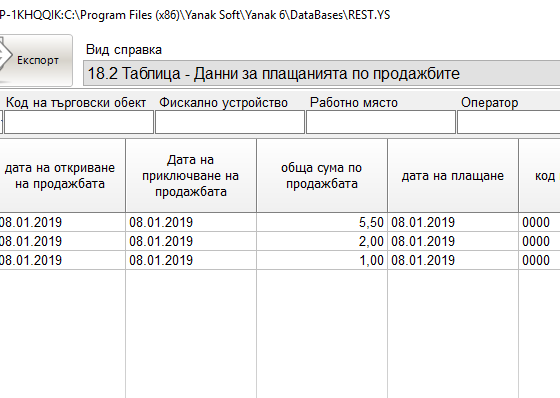 P-1KHQQIK:C:\Program Files (x86)\Yanak Soft\Yanak 6\DataBases\REST.YS
Експорт
Вид справка
18.2 Таблица - Данни за плащанията по продажбите
Код на търговски обект Фискално устройство Работно място Оператор
дата на откриване на продажбата
Дата на приключване на продажбата
обща сума по продажбата
дата на плащане
код
08.01.2019 08.01.2019 5,50 08.01.2019 0000
08.01.2019 08.01.2019 2,00 08.01.2019 0000
08.01.2019 08.01.2019 1,00 08.01.2019 0000